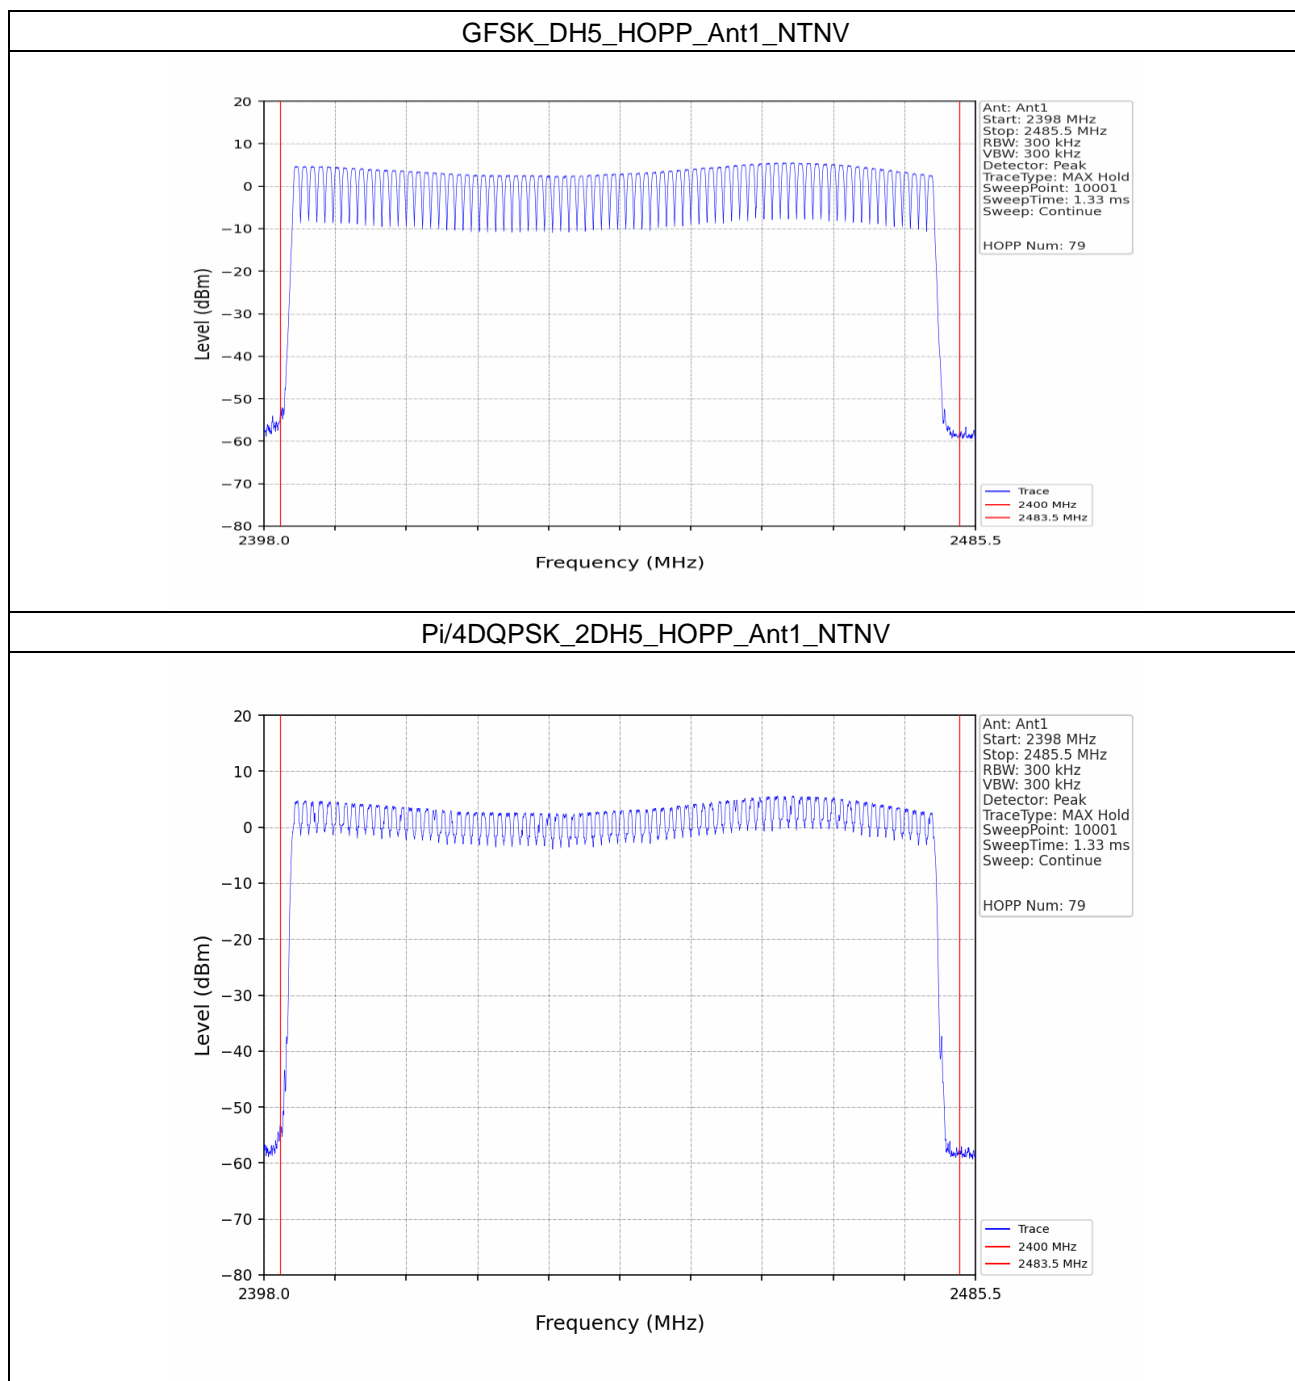 GFSK_DH5_HOPP_Ant1_NTNV
20
10
0
−10
−20
−30
−40
−50
−60
−70
−80
Level (dBm)
2398.0
2485.5
Frequency (MHz)
Ant: Ant1
Start: 2398 MHz
Stop: 2485.5 MHz
RBW: 300 kHz
VBW: 300 kHz
Detector: Peak
TraceType: MAX Hold
SweepPoint: 10001
SweepTime: 1.33 ms
Sweep: Continue
HOPP Num: 79
Trace
2400 MHz
2483.5 MHz
Pi/4DQPSK_2DH5_HOPP_Ant1_NTNV
20
10
0
−10
−20
−30
−40
−50
−60
−70
−80
Level (dBm)
2398.0
2485.5
Frequency (MHz)
Ant: Ant1
Start: 2398 MHz
Stop: 2485.5 MHz
RBW: 300 kHz
VBW: 300 kHz
Detector: Peak
TraceType: MAX Hold
SweepPoint: 10001
SweepTime: 1.33 ms
Sweep: Continue
HOPP Num: 79
Trace
2400 MHz
2483.5 MHz